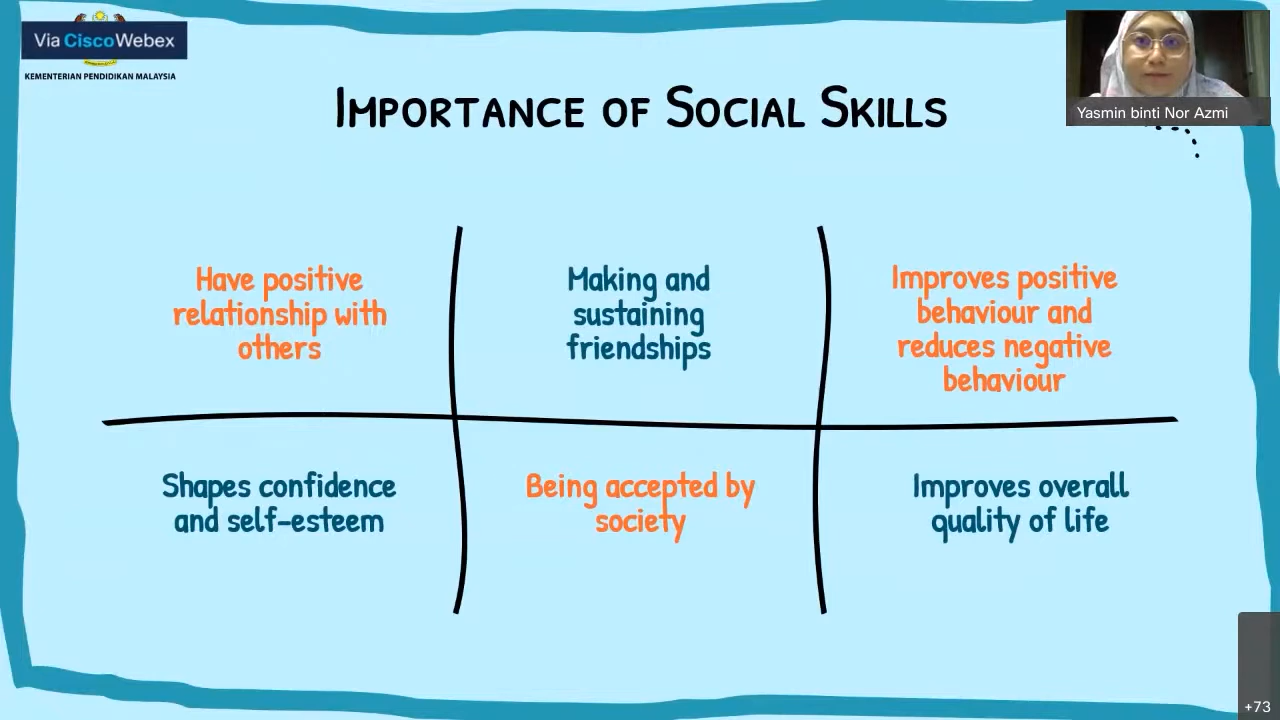 Via CiscoWebex
KEMENTERIAN PENDIDIKAN MALAYSIA
Importance of Social Skills
Yasmin binti Nor Azmi
Have positive
relationship with
others
Making and
sustaining
friendships
Improves positive
behaviour and
reduces negative
behaviour
Shapes confidence
and self-esteem
Being accepted by
society
Improves overall
quality of life
+73